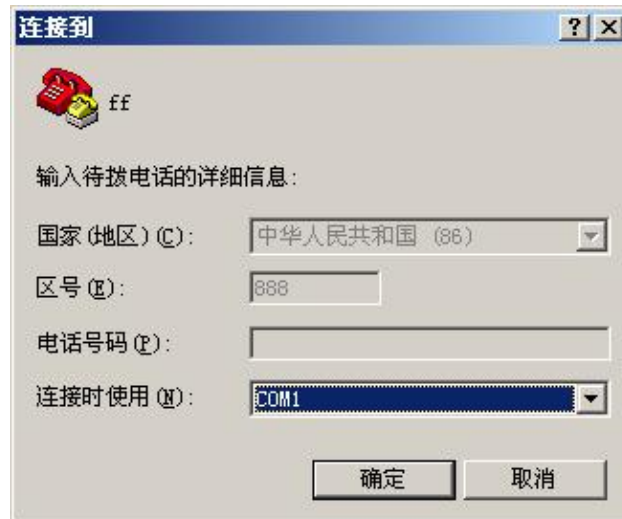 连接到
ff
输入待拨电话的详细信息:
国家(地区)(C): 中华人民共和国 (86)
区号(E): 888
电话号码(P):
连接时使用(N): COM1
确定 取消